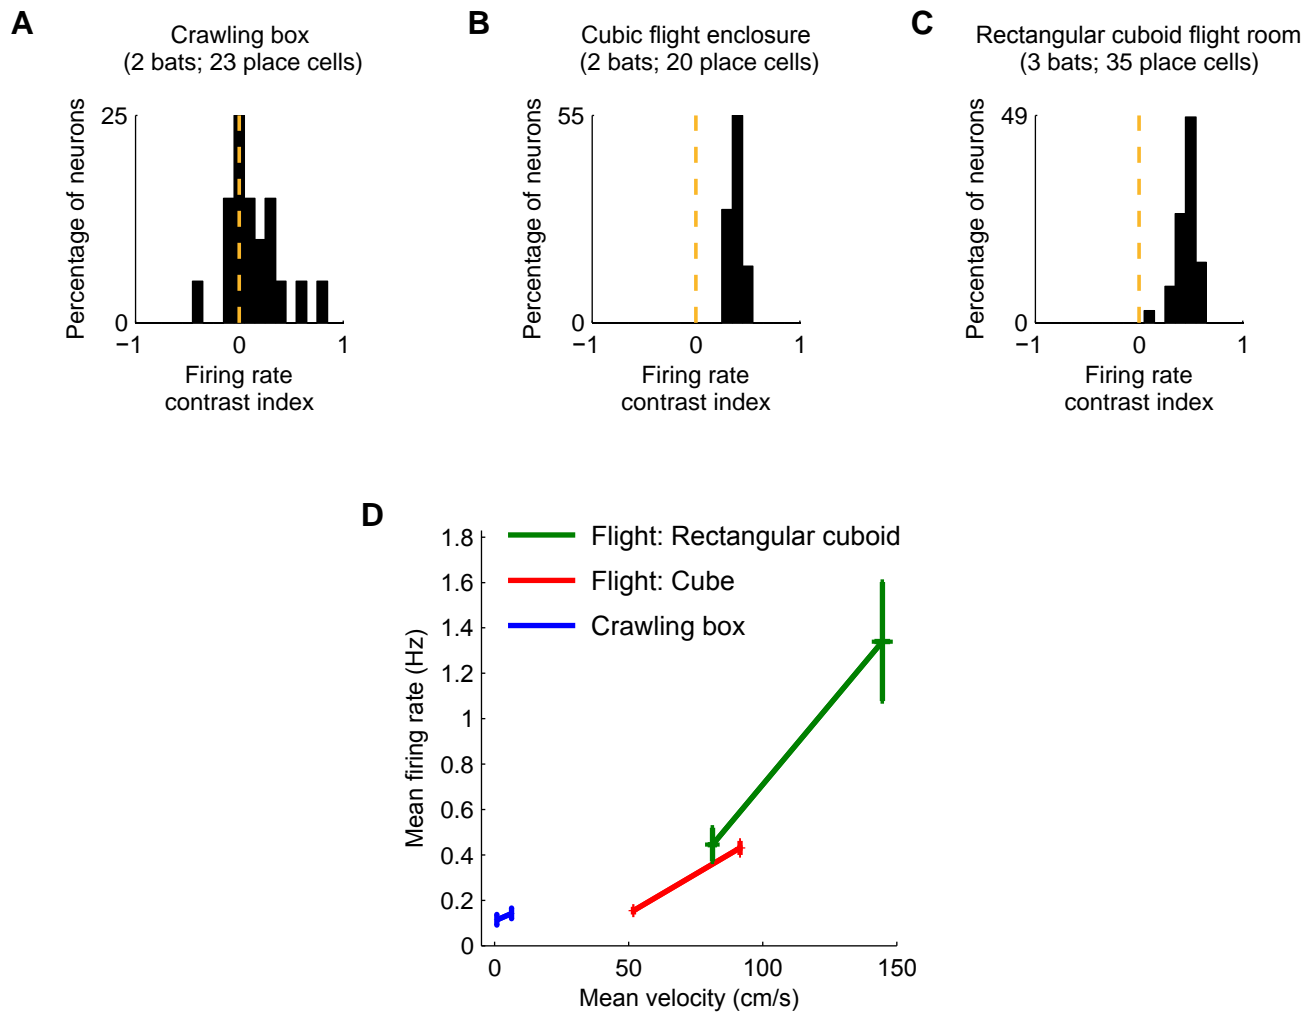 A
Crawling box
(2 bats; 23 place cells)
Percentage of neurons
25
0
−1 0 1
Firing rate
contrast index
B
Cubic flight enclosure
(2 bats; 20 place cells)
Percentage of neurons
55
0
−1 0 1
Firing rate
contrast index
C
Rectangular cuboid flight room
(3 bats; 35 place cells)
Percentage of neurons
49
0
−1 0 1
Firing rate
contrast index
D
Flight: Rectangular cuboid
Flight: Cube
Crawling box
Mean firing rate (Hz)
1.8
1.6
1.4
1.2
1
0.8
0.6
0.4
0.2
0
0 50 100 150
Mean velocity (cm/s)